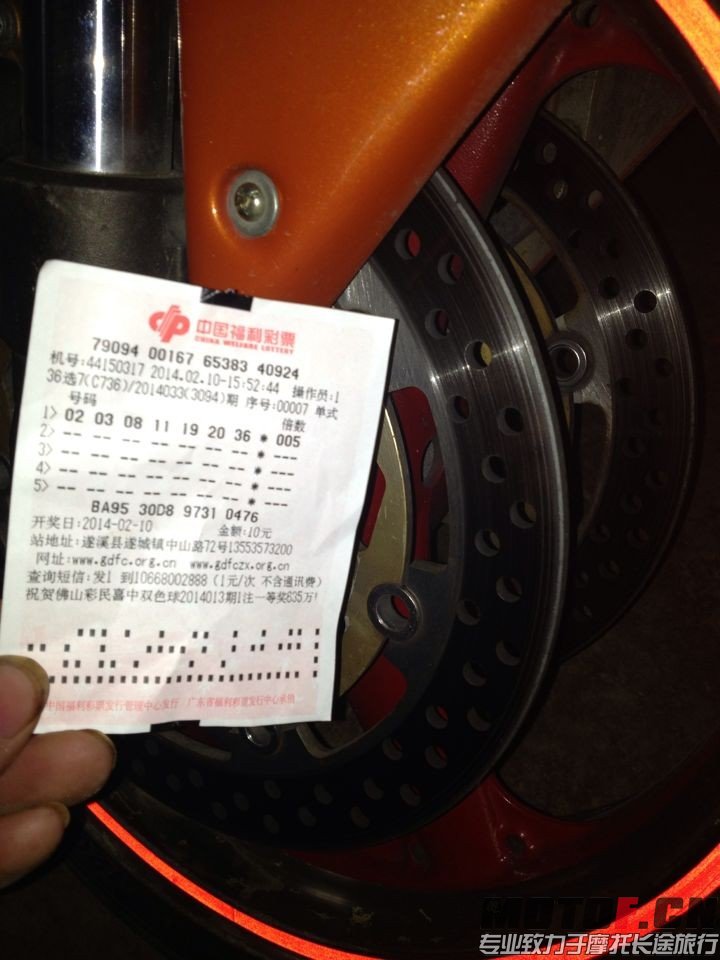 中国福利彩票
CHINA WELFARE LOTTERY
79094 00167 65383 40924
机号:44150317 2014.02.10-15:52:44 操作员:1
36选7(C736)/2014033(3094)期 序号:00007 单式
号码 倍数
1> 02 03 08 11 19 20 36 * 005
2> -- -- -- -- -- -- -- * --
3> -- -- -- -- -- -- -- * --
4> -- -- -- -- -- -- -- * --
5> -- -- -- -- -- -- -- * --
BA95 30D8 9731 0476
开奖日:2014-02-10 金额:10元
站地址:遂溪县遂城镇中山路72号13553573200
网址:www.gdfc.org.cn www.gdfczx.org.cn
查询短信:发1 到10668002888 (1元/次 不含通讯费)
祝贺佛山彩民喜中双色球2014013期1注一等奖635万!
中国福利彩票发行管理中心发行 广东省福利彩票发行中心承销
MOTOF.CN
专业致力于摩托长途旅行